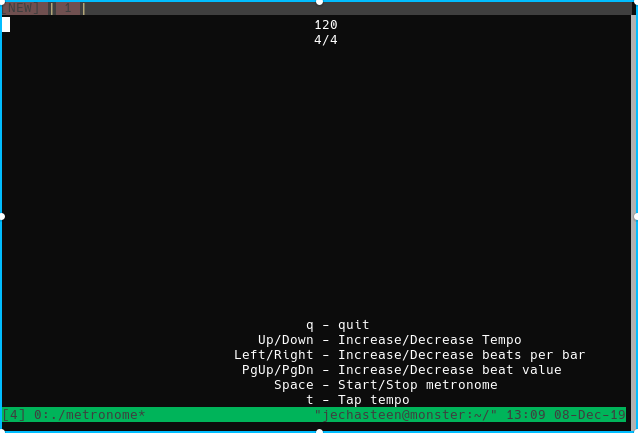 NEW] | 1 |
120
4/4
q - quit
Up/Down - Increase/Decrease Tempo
Left/Right - Increase/Decrease beats per bar
PgUp/PgDn - Increase/Decrease beat value
Space - Start/Stop metronome
t - Tap tempo
[4] 0:./metronome* "jechasteen@monster:~/" 13:09 08-Dec-19